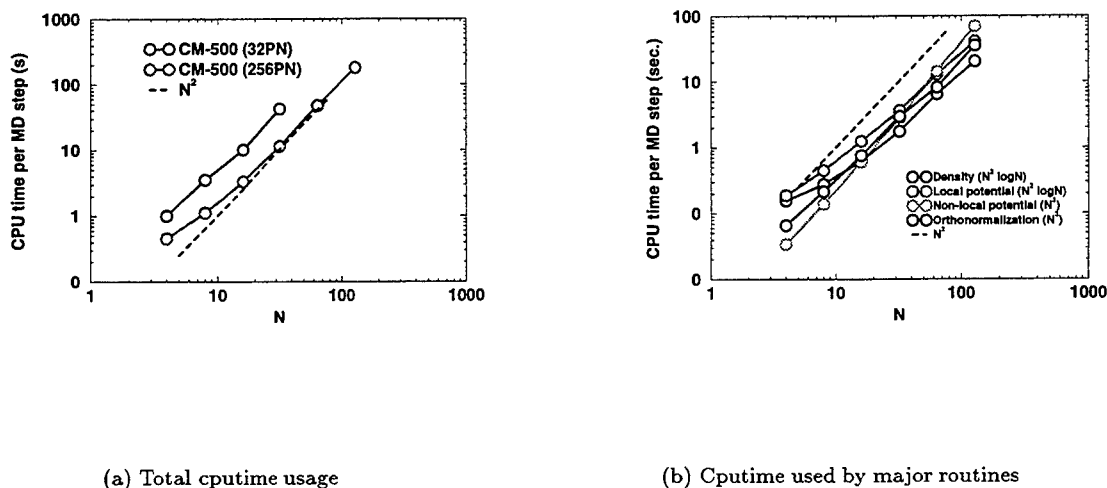 1000
100
10
1
0
CPU time per MD step (s)
CM-500 (32PN)
CM-500 (256PN)
N²
1 10 100 1000
N
(a) Total cputime usage
100
10
1
0
0
CPU time per MD step (sec.)
Density (N² logN)
Local potential (N² logN)
Non-local potential (N³)
Orthonormalization (N³)
N²
1 10 100 1000
N
(b) Cputime used by major routines